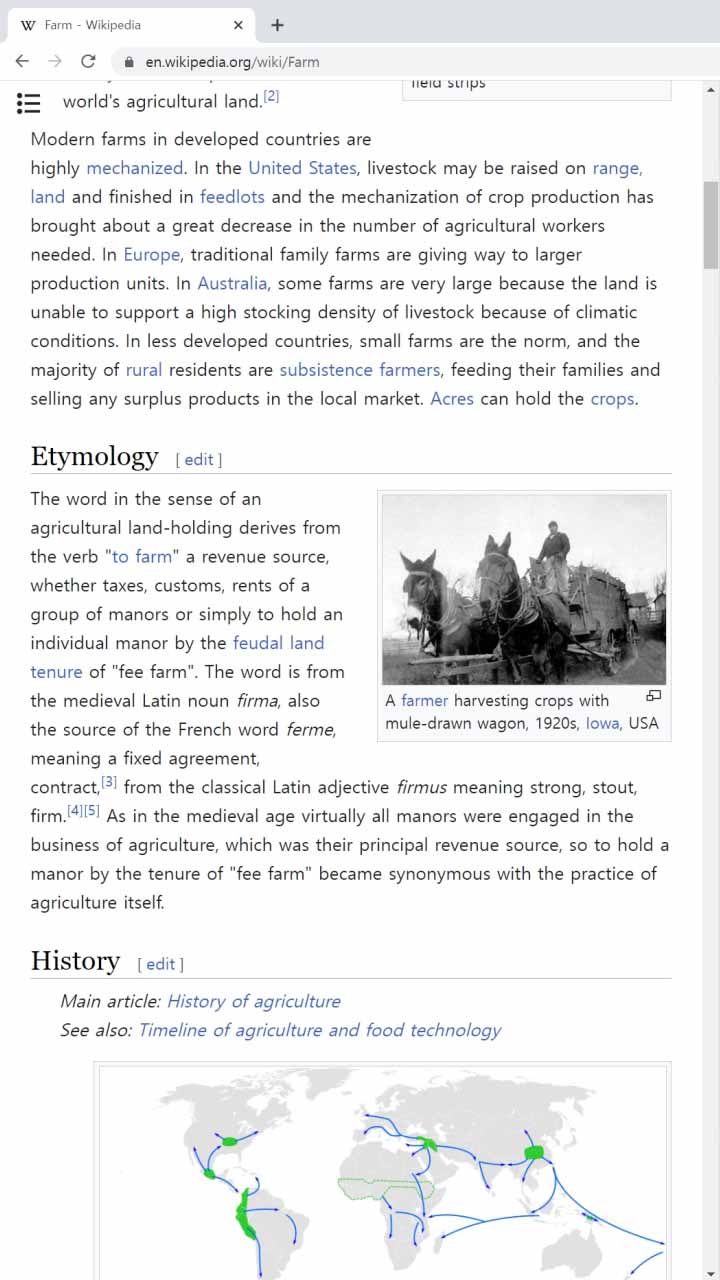 Farm - Wikipedia
en.wikipedia.org/wiki/Farm
field strips
world's agricultural land.[2]
Modern farms in developed countries are
highly mechanized. In the United States, livestock may be raised on range,
land and finished in feedlots and the mechanization of crop production has
brought about a great decrease in the number of agricultural workers
needed. In Europe, traditional family farms are giving way to larger
production units. In Australia, some farms are very large because the land is
unable to support a high stocking density of livestock because of climatic
conditions. In less developed countries, small farms are the norm, and the
majority of rural residents are subsistence farmers, feeding their families and
selling any surplus products in the local market. Acres can hold the crops.
Etymology [ edit ]
The word in the sense of an
agricultural land-holding derives from
the verb "to farm" a revenue source,
whether taxes, customs, rents of a
group of manors or simply to hold an
individual manor by the feudal land
tenure of "fee farm". The word is from
the medieval Latin noun firma, also
the source of the French word ferme,
meaning a fixed agreement,
contract,[3] from the classical Latin adjective firmus meaning strong, stout,
firm.[4][5] As in the medieval age virtually all manors were engaged in the
business of agriculture, which was their principal revenue source, so to hold a
manor by the tenure of "fee farm" became synonymous with the practice of
agriculture itself.
A farmer harvesting crops with
mule-drawn wagon, 1920s, Iowa, USA
History [ edit ]
Main article: History of agriculture
See also: Timeline of agriculture and food technology